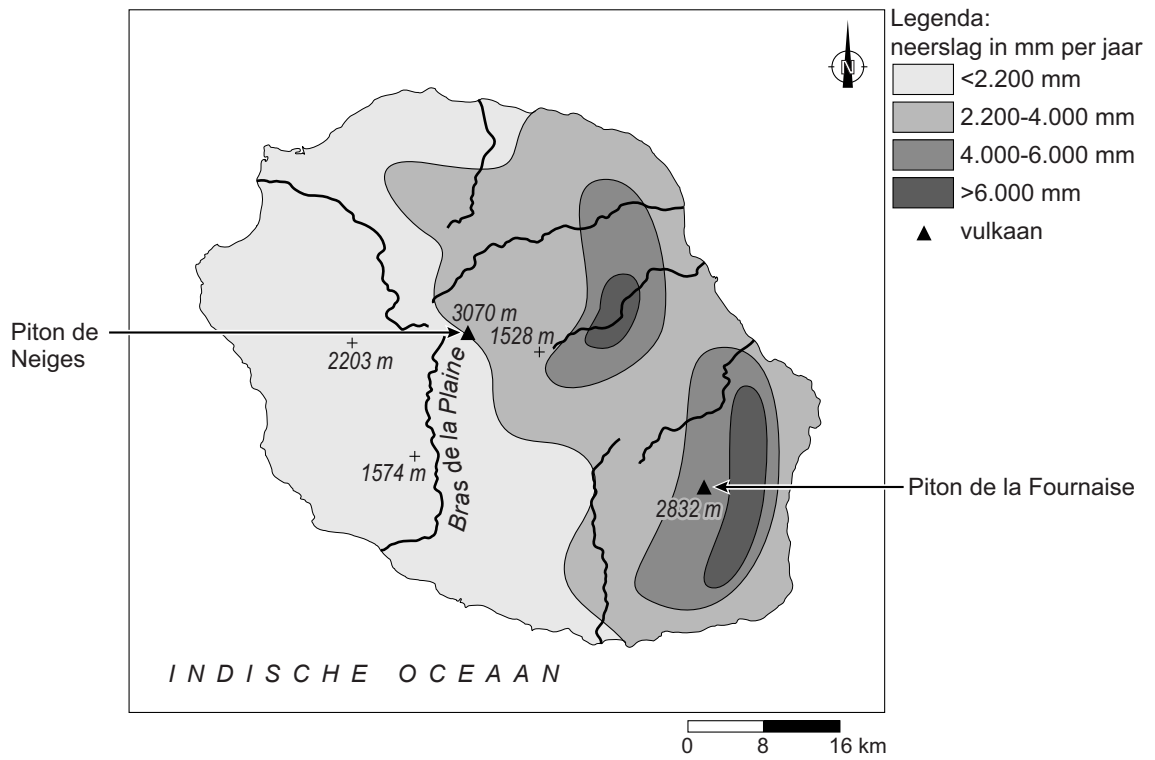 Legenda:
neerslag in mm per jaar
<2.200 mm
2.200-4.000 mm
4.000-6.000 mm
>6.000 mm
vulkaan
N
Piton de
Neiges
3070 m
1528 m
2203 m
1574 m
Bras de la Plaine
Piton de la Fournaise
2832 m
INDISCHE OCEAAN
0 8 16 km